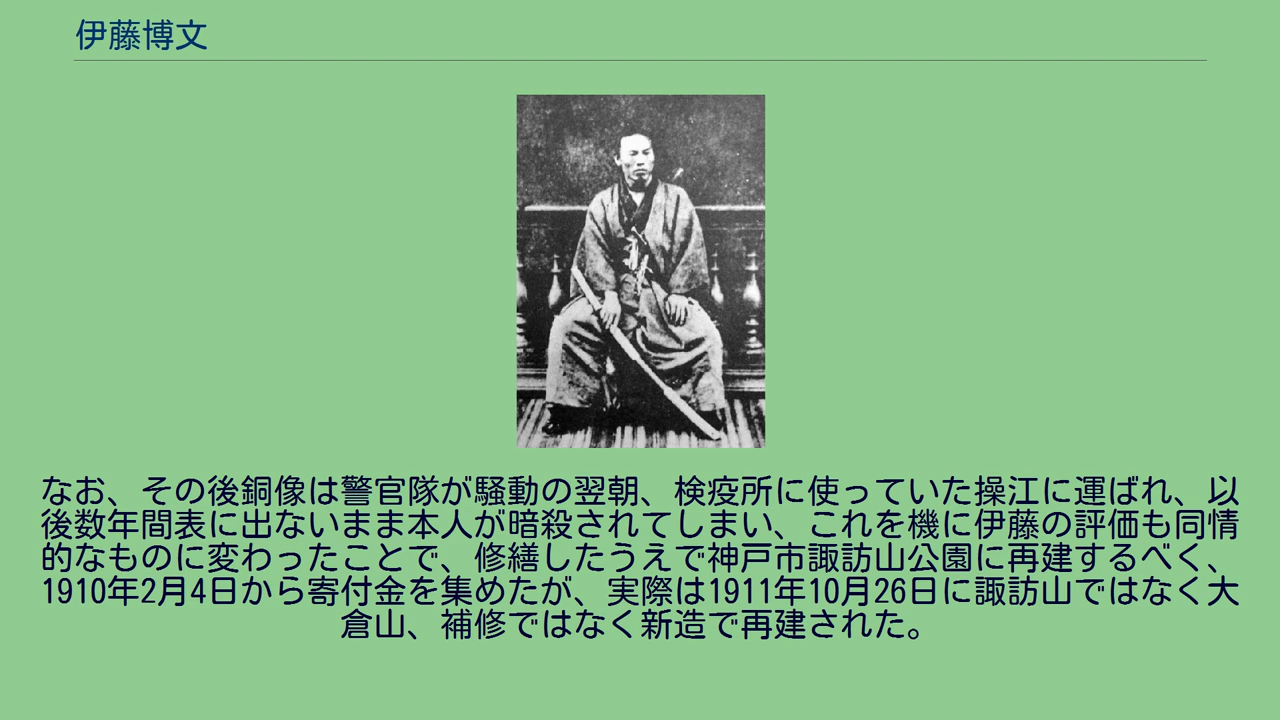 伊藤博文
なお、その後銅像は警官隊が騒動の翌朝、検疫所に使っていた操江に運ばれ、以
後数年間表に出ないまま本人が暗殺されてしまい、これを機に伊藤の評価も同情
的なものに変わったことで、修繕したうえで神戸市諏訪山公園に再建するべく、
1910年2月4日から寄付金を集めたが、実際は1911年10月26日に諏訪山ではなく大
倉山、補修ではなく新造で再建された。